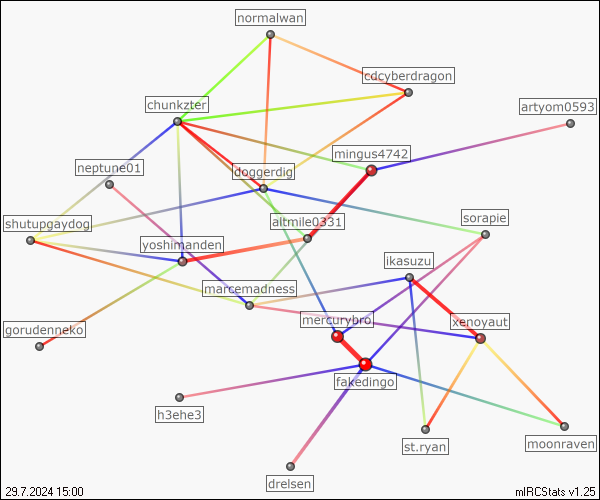 normalwan
cdcyberdragon
chunkzter
artyom0593
mingus4742
neptune01
doggerdig
shutupgaydog
altmile0331
sorapie
yoshimanden
ikasuzu
marcemadness
mercurybro
xenoyaut
gorudenneko
fakedingo
h3ehe3
st.ryan
moonraven
drelsen
29.7.2024 15:00
mIRCStats v1.25